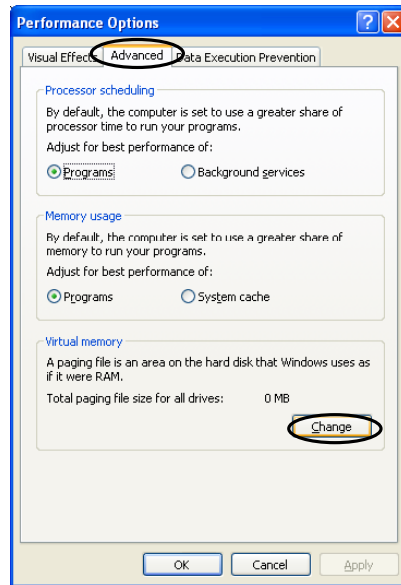 Performance Options
Visual Effects
Advanced
Data Execution Prevention
Processor scheduling
By default, the computer is set to use a greater share of
processor time to run your programs.
Adjust for best performance of:
Programs
Background services
Memory usage
By default, the computer is set to use a greater share of
memory to run your programs.
Adjust for best performance of:
Programs
System cache
Virtual memory
A paging file is an area on the hard disk that Windows uses as
if it were RAM.
Total paging file size for all drives: 0 MB
Change
OK
Cancel
Apply